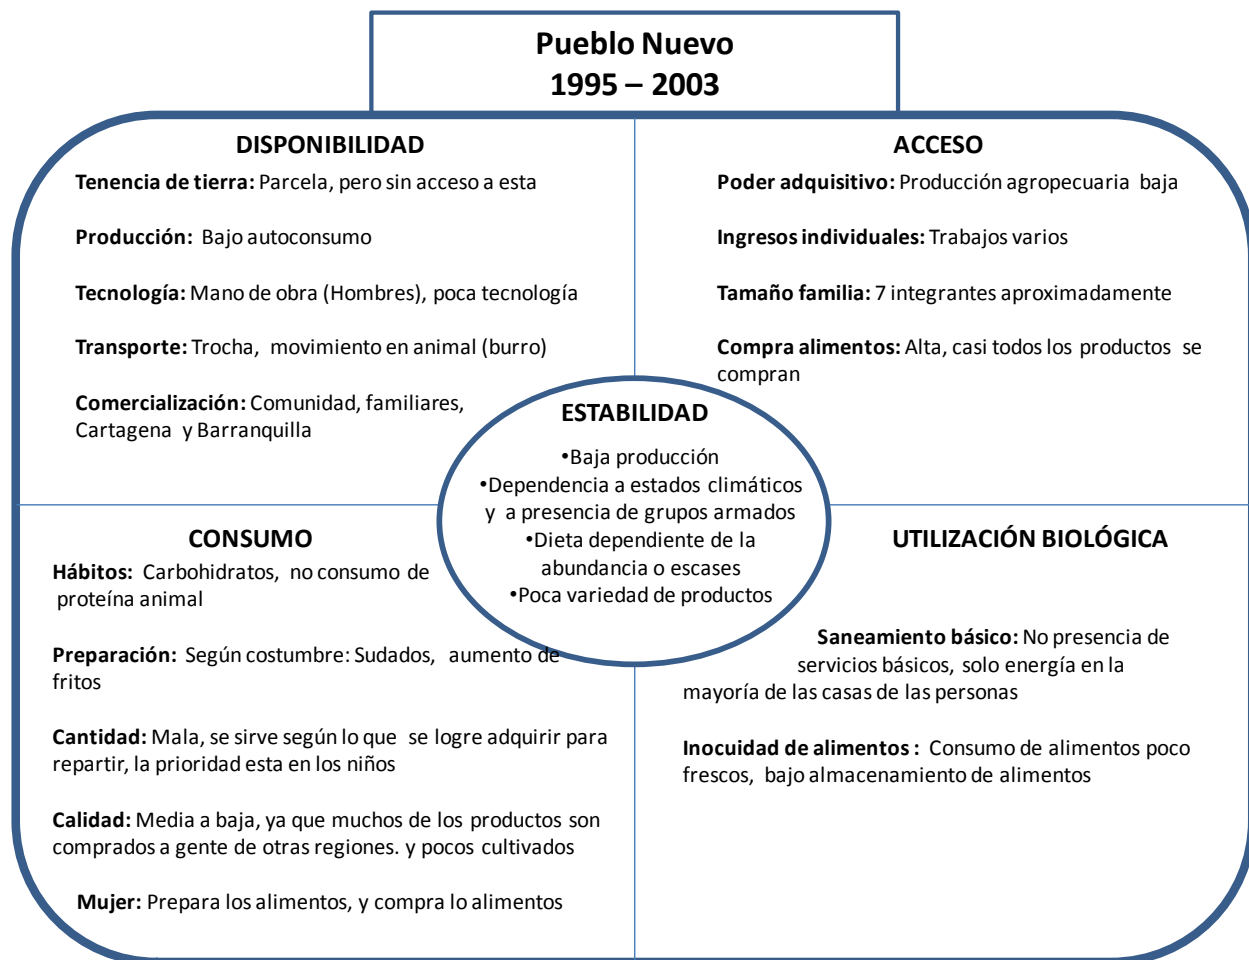 Pueblo Nuevo
1995 – 2003
DISPONIBILIDAD
Tenencia de tierra: Parcela, pero sin acceso a esta
Producción: Bajo autoconsumo
Tecnología: Mano de obra (Hombres), poca tecnología
Transporte: Trocha, movimiento en animal (burro)
Comercialización: Comunidad, familiares,
Cartagena y Barranquilla
ACCESO
Poder adquisitivo: Producción agropecuaria baja
Ingresos individuales: Trabajos varios
Tamaño familia: 7 integrantes aproximadamente
Compra alimentos: Alta, casi todos los productos se
compran
ESTABILIDAD
•Baja producción
•Dependencia a estados climáticos
y a presencia de grupos armados
•Dieta dependiente de la
abundancia o escases
•Poca variedad de productos
CONSUMO
Hábitos: Carbohidratos, no consumo de
proteína animal
Preparación: Según costumbre: Sudados, aumento de
fritos
Cantidad: Mala, se sirve según lo que se logre adquirir para
repartir, la prioridad esta en los niños
Calidad: Media a baja, ya que muchos de los productos son
comprados a gente de otras regiones. y pocos cultivados
Mujer: Prepara los alimentos, y compra lo alimentos
UTILIZACIÓN BIOLÓGICA
Saneamiento básico: No presencia de
servicios básicos, solo energía en la
mayoría de las casas de las personas
Inocuidad de alimentos : Consumo de alimentos poco
frescos, bajo almacenamiento de alimentos